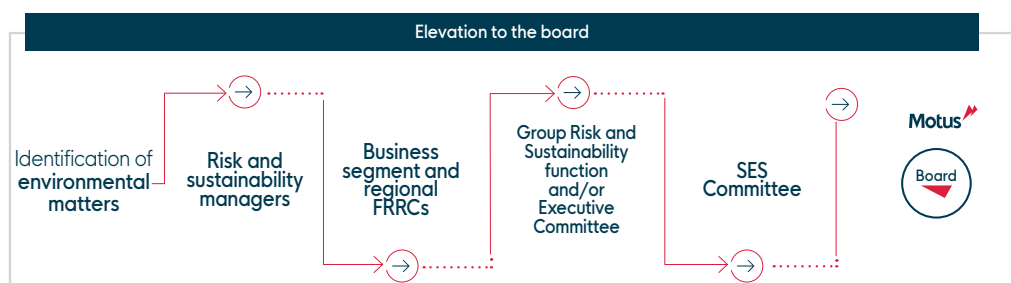 Elevation to the board
Identification of
environmental
matters
Risk and
sustainability
managers
Business
segment and
regional
FRRCs
Group Risk and
Sustainability
function
and/or
Executive
Committee
SES
Committee
Motus
Board